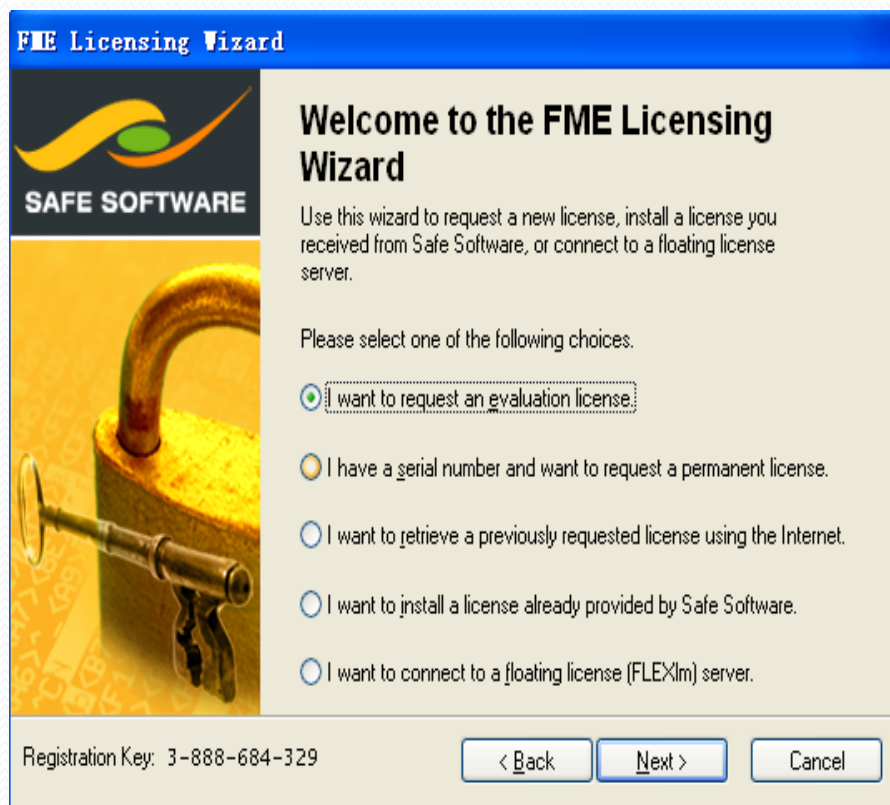 FME Licensing Wizard
SAFE SOFTWARE
Welcome to the FME Licensing
Wizard
Use this wizard to request a new license, install a license you
received from Safe Software, or connect to a floating license
server.
Please select one of the following choices.
I want to request an evaluation license.
I have a serial number and want to request a permanent license.
I want to retrieve a previously requested license using the Internet.
I want to install a license already provided by Safe Software.
I want to connect to a floating license (FLEXlm) server.
Registration Key: 3-888-684-329
< Back
Next >
Cancel